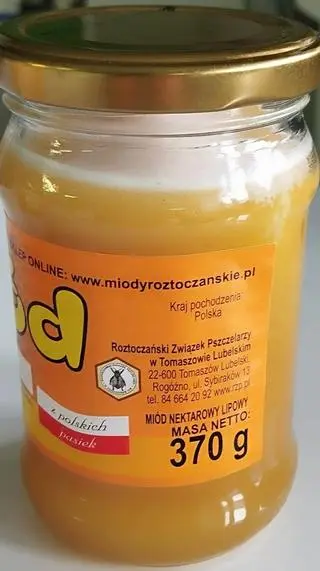 ONLINE: www.miodyroztoczanskie.pl
Kraj pochodzenia
Polska
Roztoczański Związek Pszczelarzy
w Tomaszowie Lubelskim
22-600 Tomaszów Lubelski,
Rogóźno, ul. Sybiraków 13
tel. 84 664 20 92 www.rzp.pl
z polskich
pasiek
MIÓD NEKTAROWY LIPOWY
MASA NETTO:
370 g